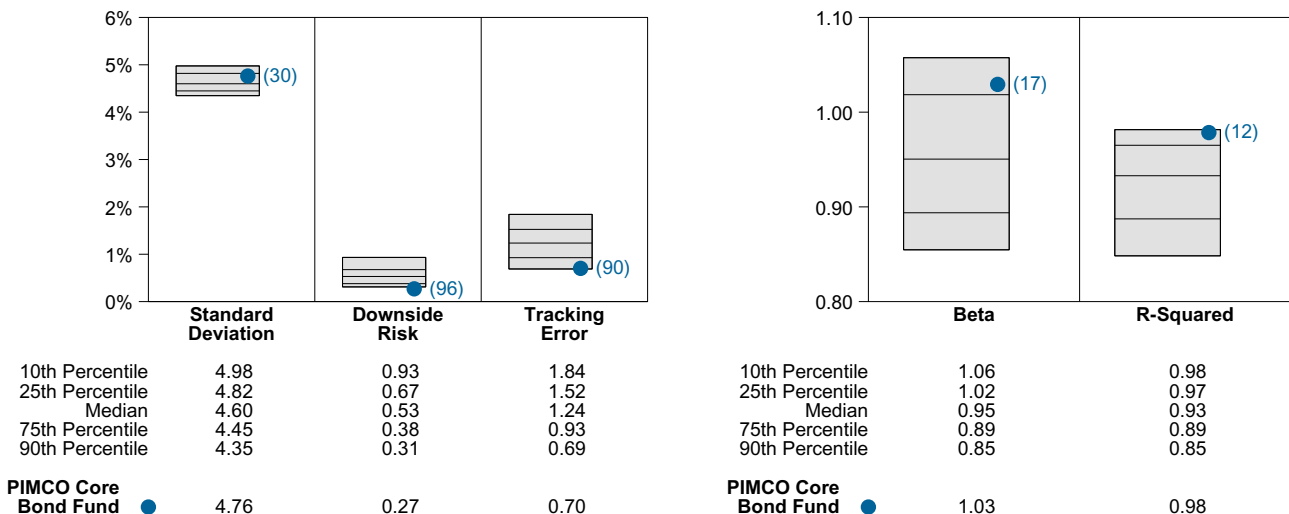 6%
5%
4%
3%
2%
1%
0%
(30)
(96)
(90)
Standard Deviation
Downside Risk
Tracking Error
10th Percentile 4.98 0.93 1.84
25th Percentile 4.82 0.67 1.52
Median 4.60 0.53 1.24
75th Percentile 4.45 0.38 0.93
90th Percentile 4.35 0.31 0.69
PIMCO Core
Bond Fund 4.76 0.27 0.70
1.10
1.00
0.90
0.80
(17)
(12)
Beta
R-Squared
10th Percentile 1.06 0.98
25th Percentile 1.02 0.97
Median 0.95 0.93
75th Percentile 0.89 0.89
90th Percentile 0.85 0.85
PIMCO Core
Bond Fund 1.03 0.98